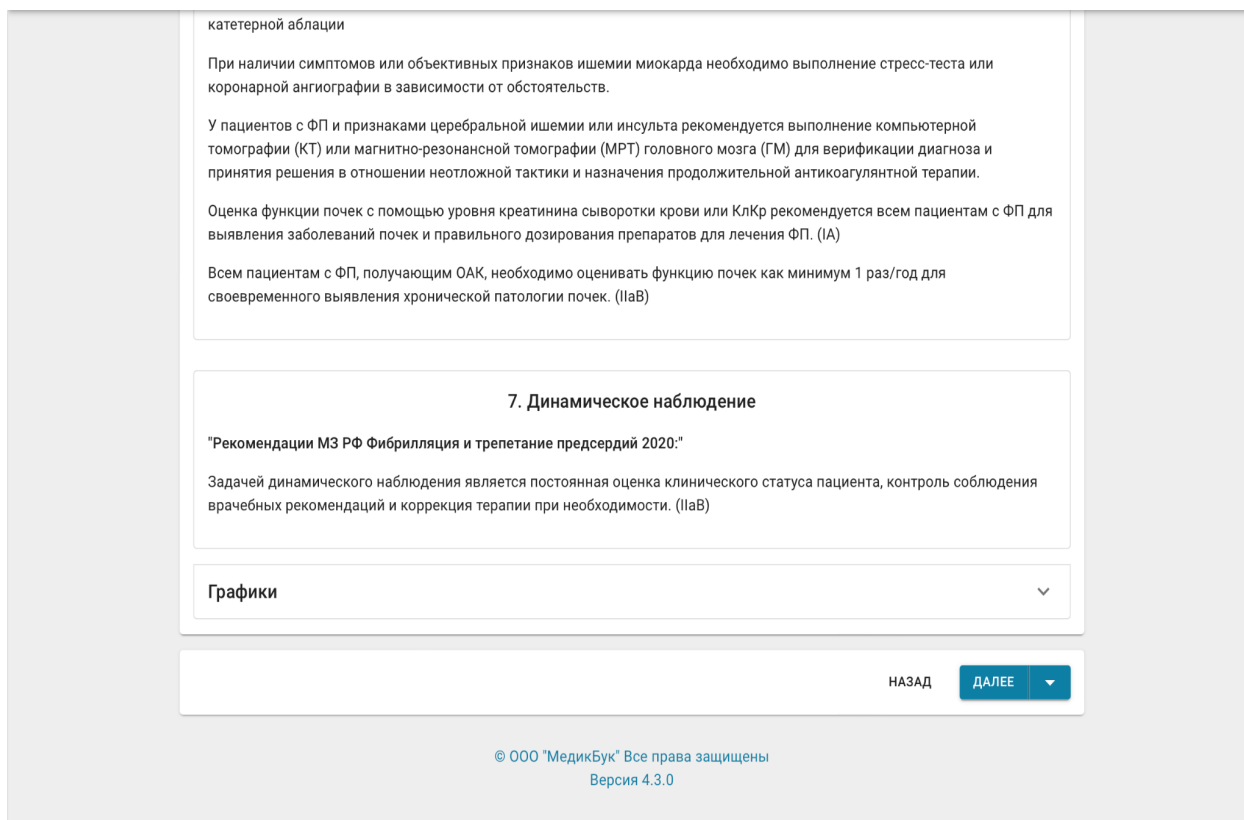 катетерной аблации
При наличии симптомов или объективных признаков ишемии миокарда необходимо выполнение стресс-теста или
коронарной ангиографии в зависимости от обстоятельств.
У пациентов с ФП и признаками церебральной ишемии или инсульта рекомендуется выполнение компьютерной
томографии (КТ) или магнитно-резонансной томографии (МРТ) головного мозга (ГМ) для верификации диагноза и
принятия решения в отношении неотложной тактики и назначения продолжительной антикоагулянтной терапии.
Оценка функции почек с помощью уровня креатинина сыворотки крови или КлКр рекомендуется всем пациентам с ФП для
выявления заболеваний почек и правильного дозирования препаратов для лечения ФП. (IA)
Всем пациентам с ФП, получающим ОАК, необходимо оценивать функцию почек как минимум 1 раз/год для
своевременного выявления хронической патологии почек. (IIaB)
7. Динамическое наблюдение
"Рекомендации МЗ РФ Фибрилляция и трепетание предсердий 2020:"
Задачей динамического наблюдения является постоянная оценка клинического статуса пациента, контроль соблюдения
врачебных рекомендаций и коррекция терапии при необходимости. (IIaB)
Графики
НАЗАД ДАЛЕЕ
© ООО "МедикБук" Все права защищены
Версия 4.3.0